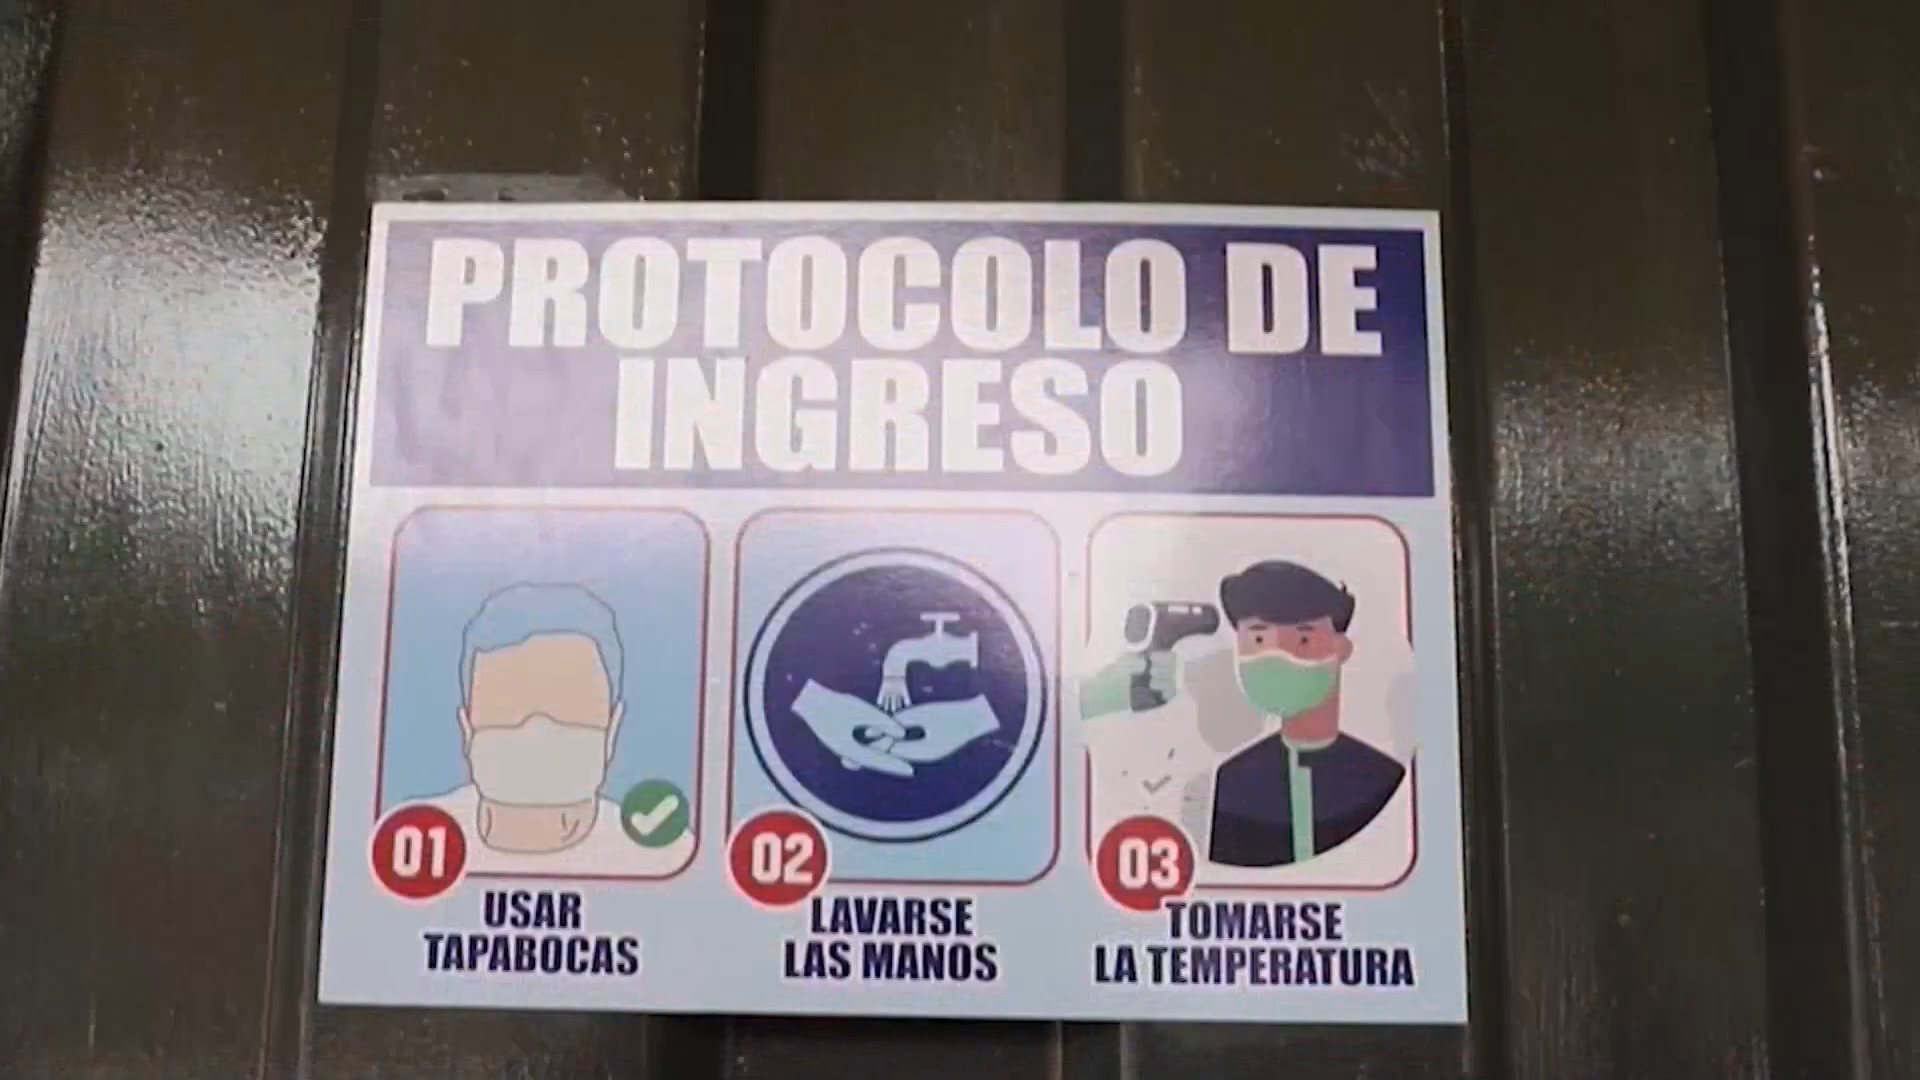 PROTOCOLO DE
INGRESO
01
USAR
TAPABOCAS
02
LAVARSE
LAS MANOS
03
TOMARSE
LA TEMPERATURA